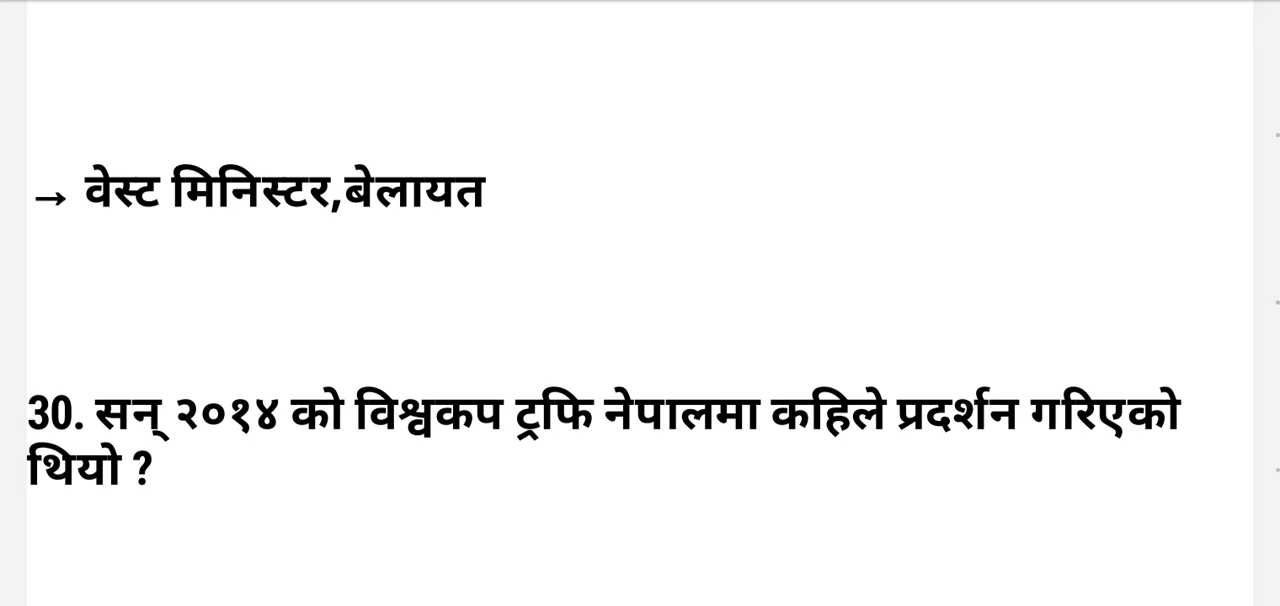 → वेस्ट मिनिस्टर,बेलायत
30. सन् २०१४ को विश्वकप ट्रफि नेपालमा कहिले प्रदर्शन गरिएको
थियो ?